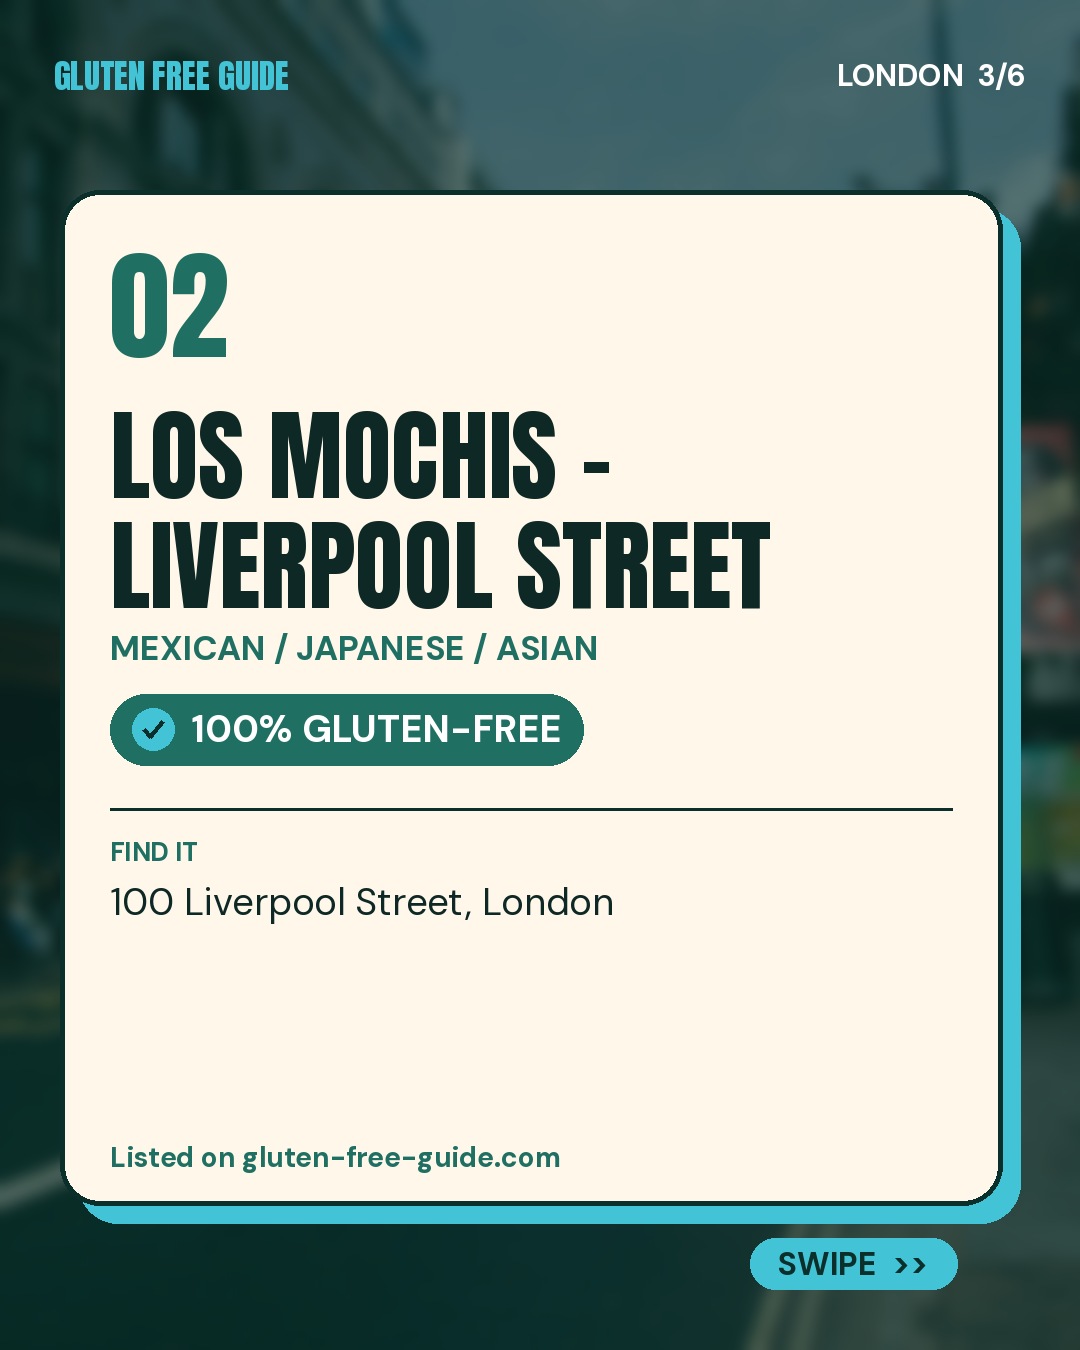 GLUTEN FREE GUIDE
LONDON 3/6
02
LOS MOCHIS -
LIVERPOOL STREET
MEXICAN / JAPANESE / ASIAN
100% GLUTEN-FREE
FIND IT
100 Liverpool Street, London
Listed on gluten-free-guide.com
SWIPE >>